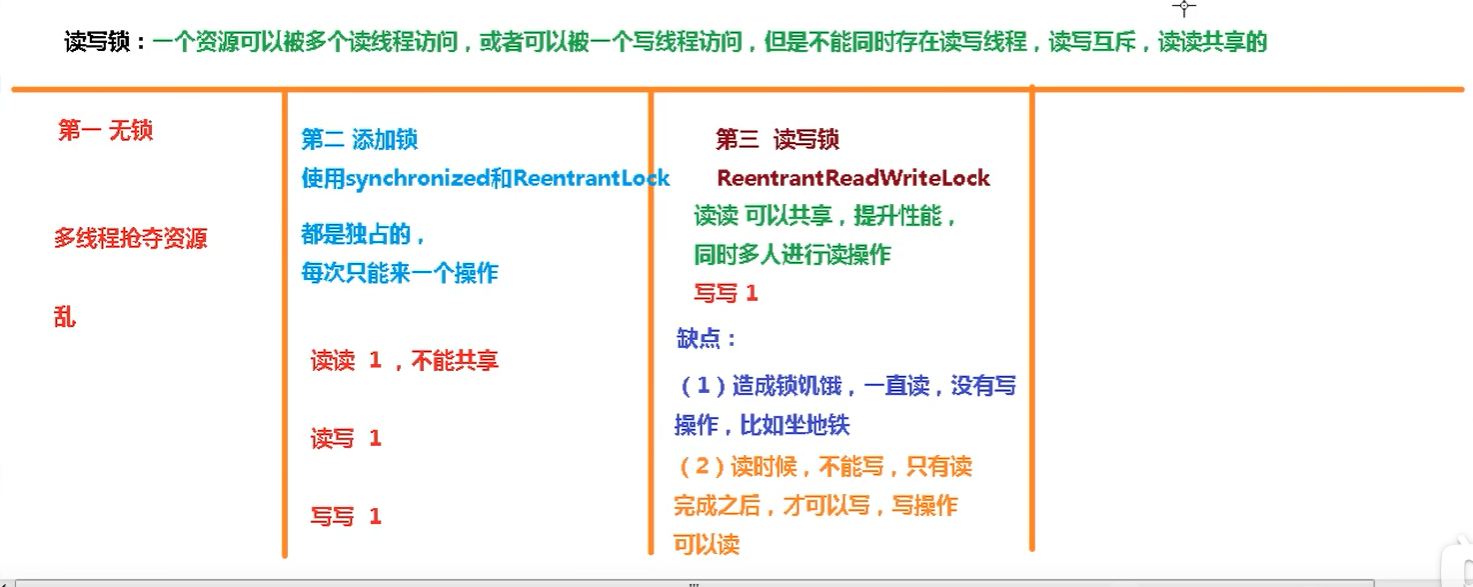 读写锁：一个资源可以被多个读线程访问，或者可以被一个写线程访问，但是不能同时存在读写线程，读写互斥，读读共享的
第一 无锁
多线程抢夺资源
乱
第二 添加锁
使用synchronized和ReentrantLock
都是独占的，
每次只能来一个操作
读读 1 ，不能共享
读写 1
写写 1
第三 读写锁
ReentrantReadWriteLock
读读 可以共享，提升性能，
同时多人进行读操作
写写 1
缺点：
（1）造成锁饥饿，一直读，没有写
操作，比如坐地铁
（2）读时候，不能写，只有读
完成之后，才可以写，写操作
可以读